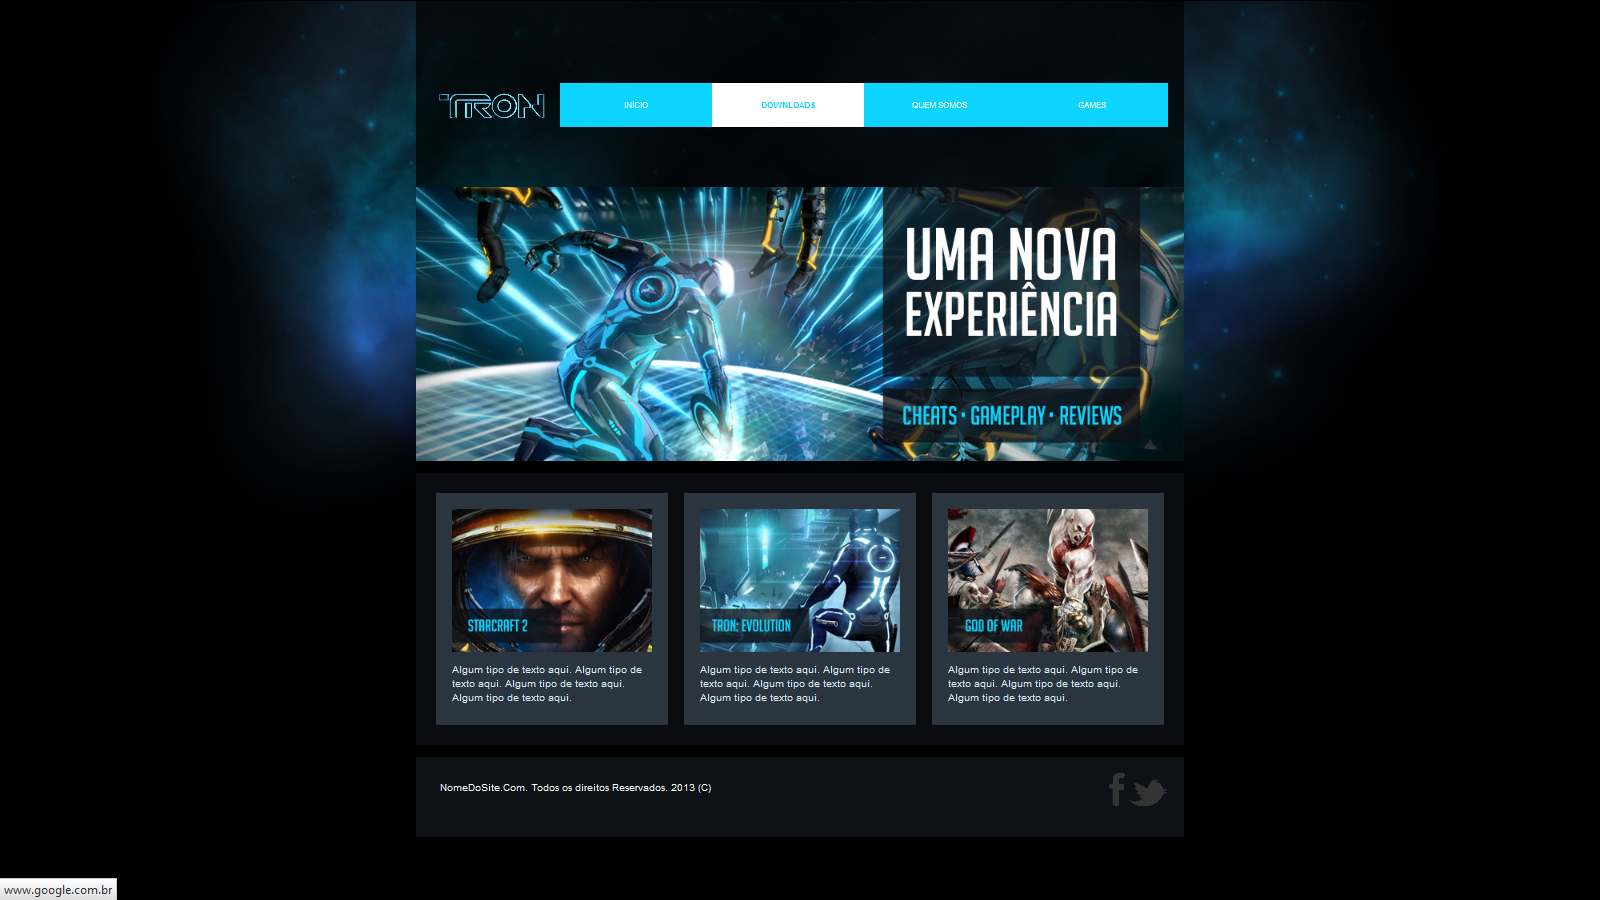 TRON
INÍCIO
DOWNLOADS
QUEM SOMOS
GAMES
UMA NOVA
EXPERIÊNCIA
CHEATS • GAMEPLAY • REVIEWS
STARCRAFT 2
Algum tipo de texto aqui. Algum tipo de
texto aqui. Algum tipo de texto aqui.
Algum tipo de texto aqui.
TRON: EVOLUTION
Algum tipo de texto aqui. Algum tipo de
texto aqui. Algum tipo de texto aqui.
Algum tipo de texto aqui.
GOD OF WAR
Algum tipo de texto aqui. Algum tipo de
texto aqui. Algum tipo de texto aqui.
Algum tipo de texto aqui.
NomeDoSite.Com. Todos os direitos Reservados. 2013 (C)
www.google.com.br